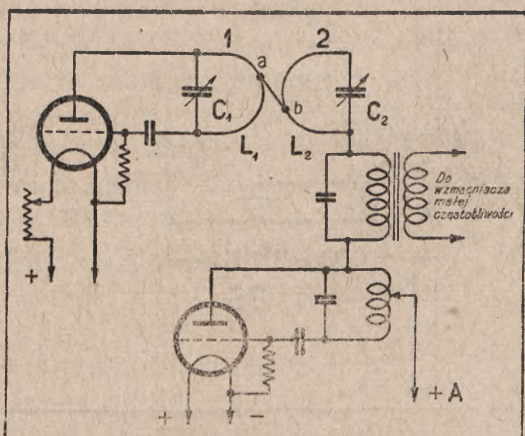 1 2
a
b
C₁ C₂
L₁ L₂
Do
wzmacniacza
małej
częstotliwości
+
+ A
+ -